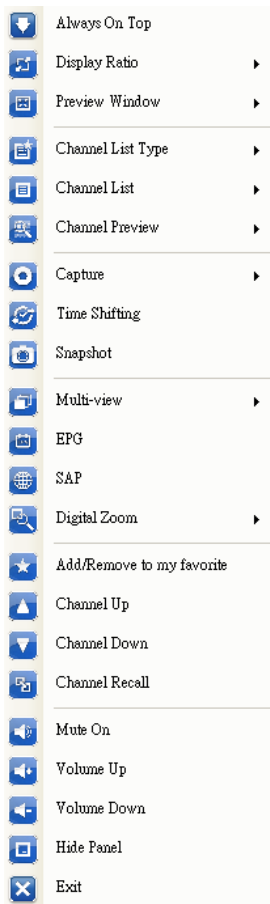 Always On Top
Display Ratio
Preview Window
Channel List Type
Channel List
Channel Preview
Capture
Time Shifting
Snapshot
Multi-view
EPG
SAP
Digital Zoom
Add/Remove to my favorite
Channel Up
Channel Down
Channel Recall
Mute On
Volume Up
Volume Down
Hide Panel
Exit